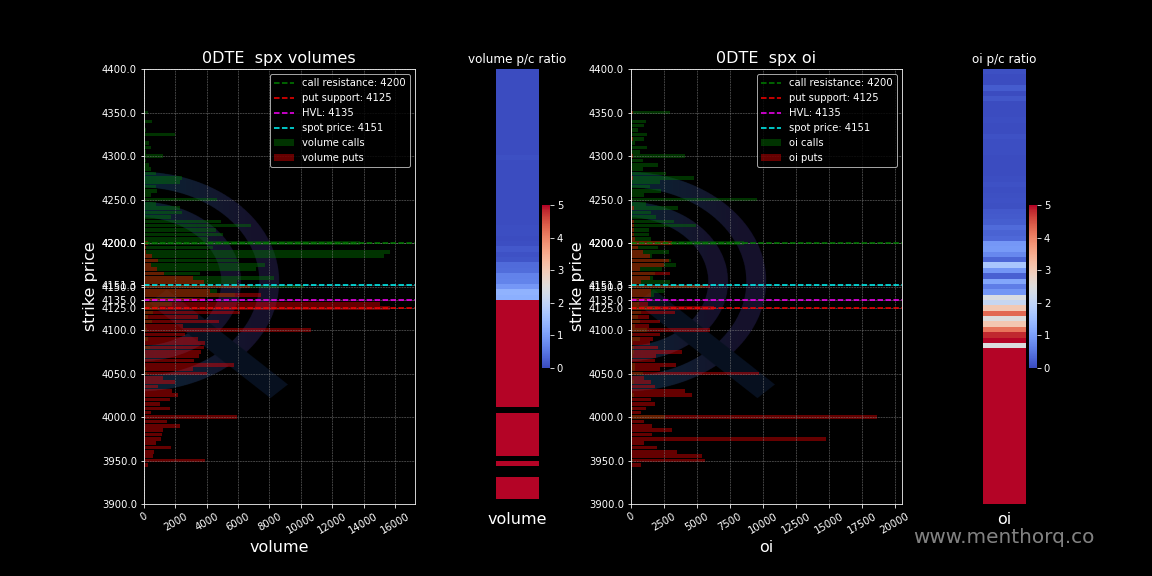 0DTE  spx volumes
volume p/c ratio
0DTE  spx oi
oi p/c ratio
4400.0
4350.0
4300.0
4250.0
4200.0
4151.3
4135.0
4125.0
4100.0
4050.0
4000.0
3950.0
3900.0
strike price
call resistance: 4200
put support: 4125
HVL: 4135
spot price: 4151
volume calls
volume puts
0
2000
4000
6000
8000
10000
12000
14000
16000
volume
5
4
3
2
1
0
volume
4400.0
4350.0
4300.0
4250.0
4200.0
4151.3
4135.0
4125.0
4100.0
4050.0
4000.0
3950.0
3900.0
strike price
call resistance: 4200
put support: 4125
HVL: 4135
spot price: 4151
oi calls
oi puts
0
2500
5000
7500
10000
12500
15000
17500
20000
oi
5
4
3
2
1
0
oi
www.menthorq.co